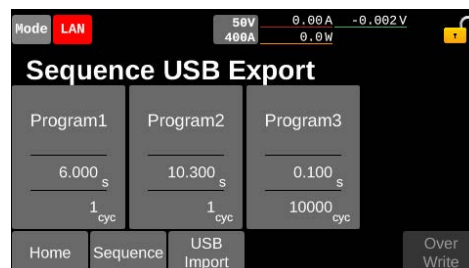 Mode LAN 50V 0.00A -0.002V
400A 0.0W
Sequence USB Export
Program1 Program2 Program3
6.000 s 10.300 s 0.100 s
1 cyc 1 cyc 10000 cyc
Home Sequence USB Import Over Write